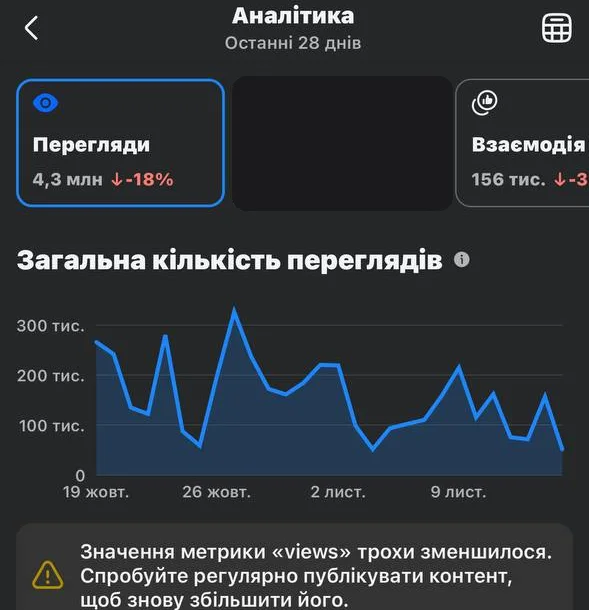 Аналітика
Останні 28 днів
Перегляди
4,3 млн ↓-18%
Взаємодія
156 тис. ↓-3
Загальна кількість переглядів
300 тис.
200 тис.
100 тис.
0
19 жовт. 26 жовт. 2 лист. 9 лист.
Значення метрики «views» трохи зменшилося.
Спробуйте регулярно публікувати контент,
щоб знову збільшити його.